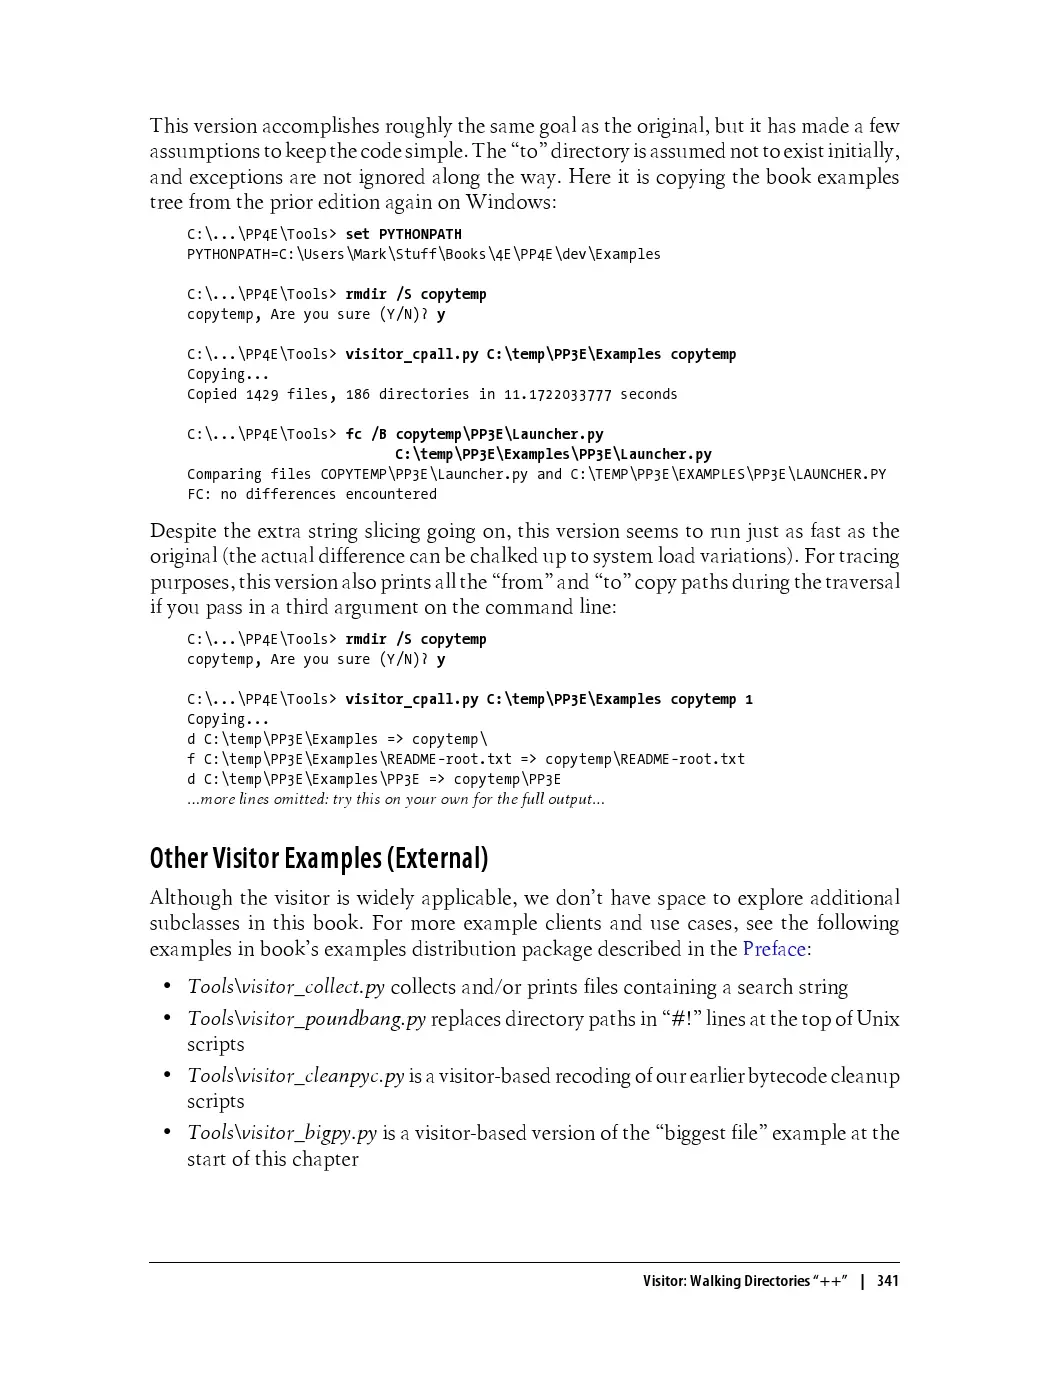 This version accomplishes roughly the same goal as the original, but it has made a few
assumptions to keep the code simple. The “to” directory is assumed not to exist initially,
and exceptions are not ignored along the way. Here it is copying the book examples
tree from the prior edition again on Windows:
C:\...\PP4E\Tools> set PYTHONPATH
PYTHONPATH=C:\Users\Mark\Stuff\Books\4E\PP4E\dev\Examples
C:\...\PP4E\Tools> rmdir /S copytemp
copytemp, Are you sure (Y/N)? y
C:\...\PP4E\Tools> visitor_cpall.py C:\temp\PP3E\Examples copytemp
Copying...
Copied 1429 files, 186 directories in 11.1722033777 seconds
C:\...\PP4E\Tools> fc /B copytemp\PP3E\Launcher.py
C:\temp\PP3E\Examples\PP3E\Launcher.py
Comparing files COPYTEMP\PP3E\Launcher.py and C:\TEMP\PP3E\EXAMPLES\PP3E\LAUNCHER.PY
FC: no differences encountered
Despite the extra string slicing going on, this version seems to run just as fast as the
original (the actual difference can be chalked up to system load variations). For tracing
purposes, this version also prints all the “from” and “to” copy paths during the traversal
if you pass in a third argument on the command line:
C:\...\PP4E\Tools> rmdir /S copytemp
copytemp, Are you sure (Y/N)? y
C:\...\PP4E\Tools> visitor_cpall.py C:\temp\PP3E\Examples copytemp 1
Copying...
d C:\temp\PP3E\Examples => copytemp\
f C:\temp\PP3E\Examples\README-root.txt => copytemp\README-root.txt
d C:\temp\PP3E\Examples\PP3E => copytemp\PP3E
...more lines omitted: try this on your own for the full output...
Other Visitor Examples (External)
Although the visitor is widely applicable, we don’t have space to explore additional
subclasses in this book. For more example clients and use cases, see the following
examples in book’s examples distribution package described in the Preface:
• Tools\visitor_collect.py collects and/or prints files containing a search string
• Tools\visitor_poundbang.py replaces directory paths in “#!” lines at the top of Unix
scripts
• Tools\visitor_cleanpyc.py is a visitor-based recoding of our earlier bytecode cleanup
scripts
• Tools\visitor_bigpy.py is a visitor-based version of the “biggest file” example at the
start of this chapter
Visitor: Walking Directories “++” | 341